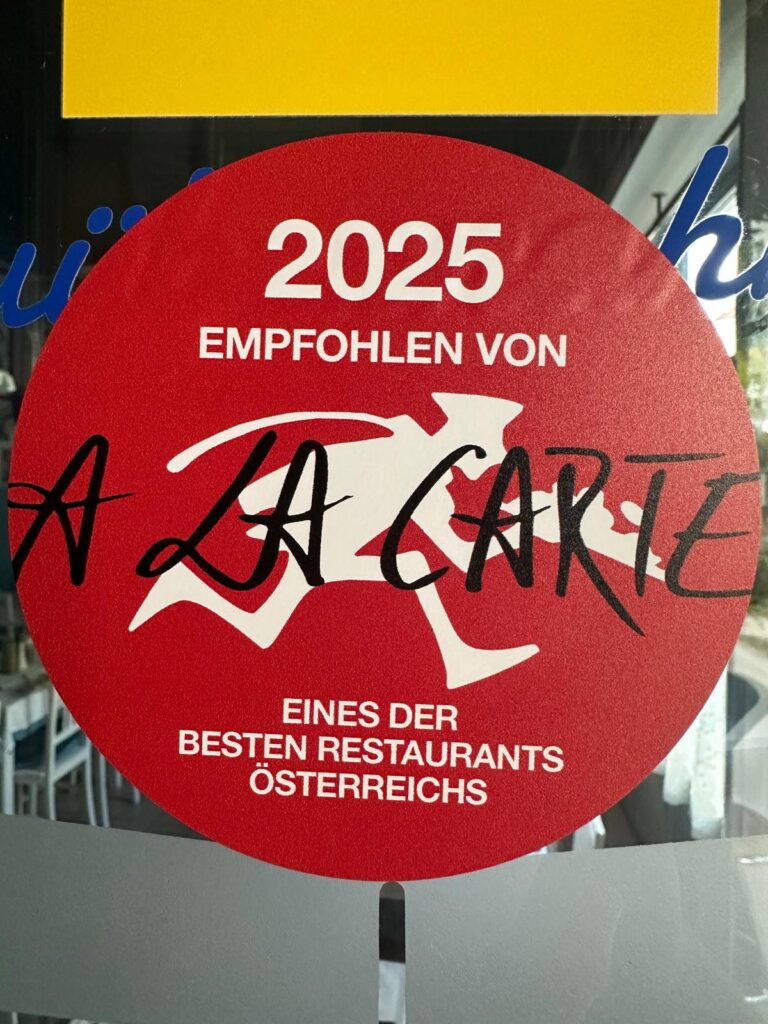 2025
EMPFOHLEN VON
A LA CARTE
EINES DER
BESTEN RESTAURANTS
ÖSTERREICHS